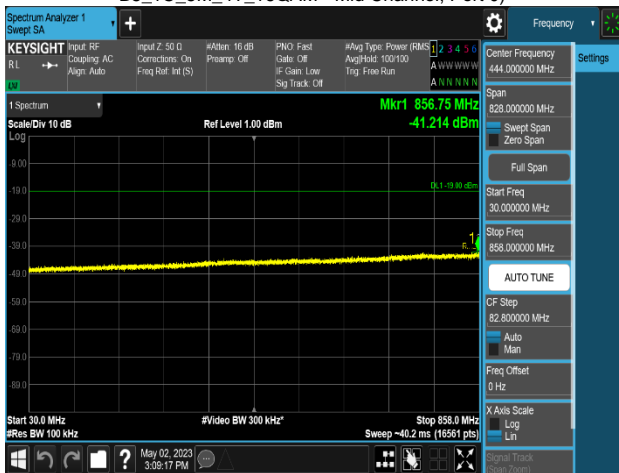 Spectrum Analyzer 1
Swept SA
+
Frequency
KEYSIGHT
RL
Input: RF
Coupling: AC
Align: Auto
Input Z: 50 Ω
Corrections: On
Freq Ref: Int (S)
#Atten: 16 dB
Preamp: Off
PNO: Fast
Gate: Off
IF Gain: Low
Sig Track: Off
#Avg Type: Power (RMS
Avg|Hold: 100/100
Trig: Free Run
1 2 3 4 5 6
A W W W W W
A N N N N N
1 Spectrum
Scale/Div 10 dB
Log
Ref Level 1.00 dBm
Mkr1 856.75 MHz
-41.214 dBm
-9.00
-19.0
-29.0
-39.0
-49.0
-59.0
-69.0
-79.0
-89.0
DL1 -19.00 dBm
1
R...
Start 30.0 MHz
#Res BW 100 kHz
#Video BW 300 kHz*
Stop 858.0 MHz
Sweep ~40.2 ms (16561 pts)
May 02, 2023
3:09:17 PM
Center Frequency
444.000000 MHz
Settings
Span
828.000000 MHz
Swept Span
Zero Span
Full Span
Start Freq
30.000000 MHz
Stop Freq
858.000000 MHz
AUTO TUNE
CF Step
82.800000 MHz
Auto
Man
Freq Offset
0 Hz
X Axis Scale
Log
Lin
Signal Track
(Span Zoom)